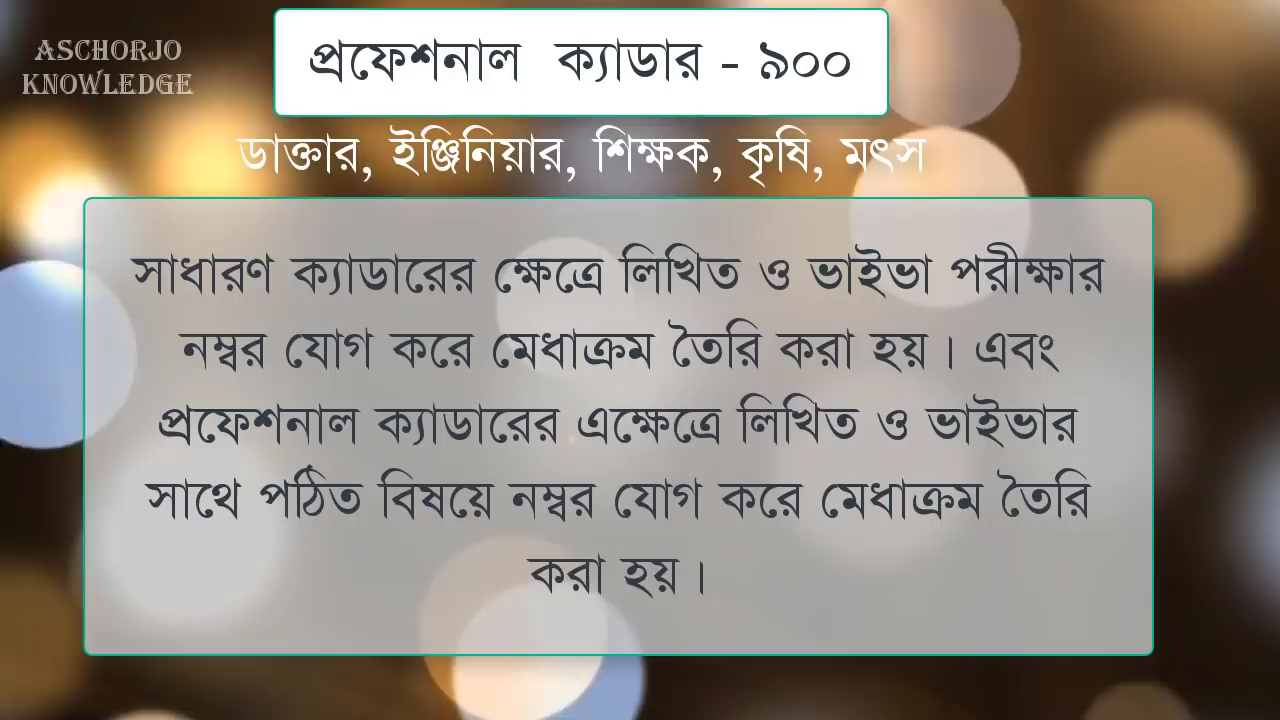 ASCHORJO
KNOWLEDGE
প্রফেশনাল ক্যাডার - ৯০০
ডাক্তার, ইঞ্জিনিয়ার, শিক্ষক, কৃষি, মৎস
সাধারণ ক্যাডারের ক্ষেত্রে লিখিত ও ভাইভা পরীক্ষার
নম্বর যোগ করে মেধাক্রম তৈরি করা হয়। এবং
প্রফেশনাল ক্যাডারের এক্ষেত্রে লিখিত ও ভাইভার
সাথে পঠিত বিষয়ে নম্বর যোগ করে মেধাক্রম তৈরি
করা হয়।